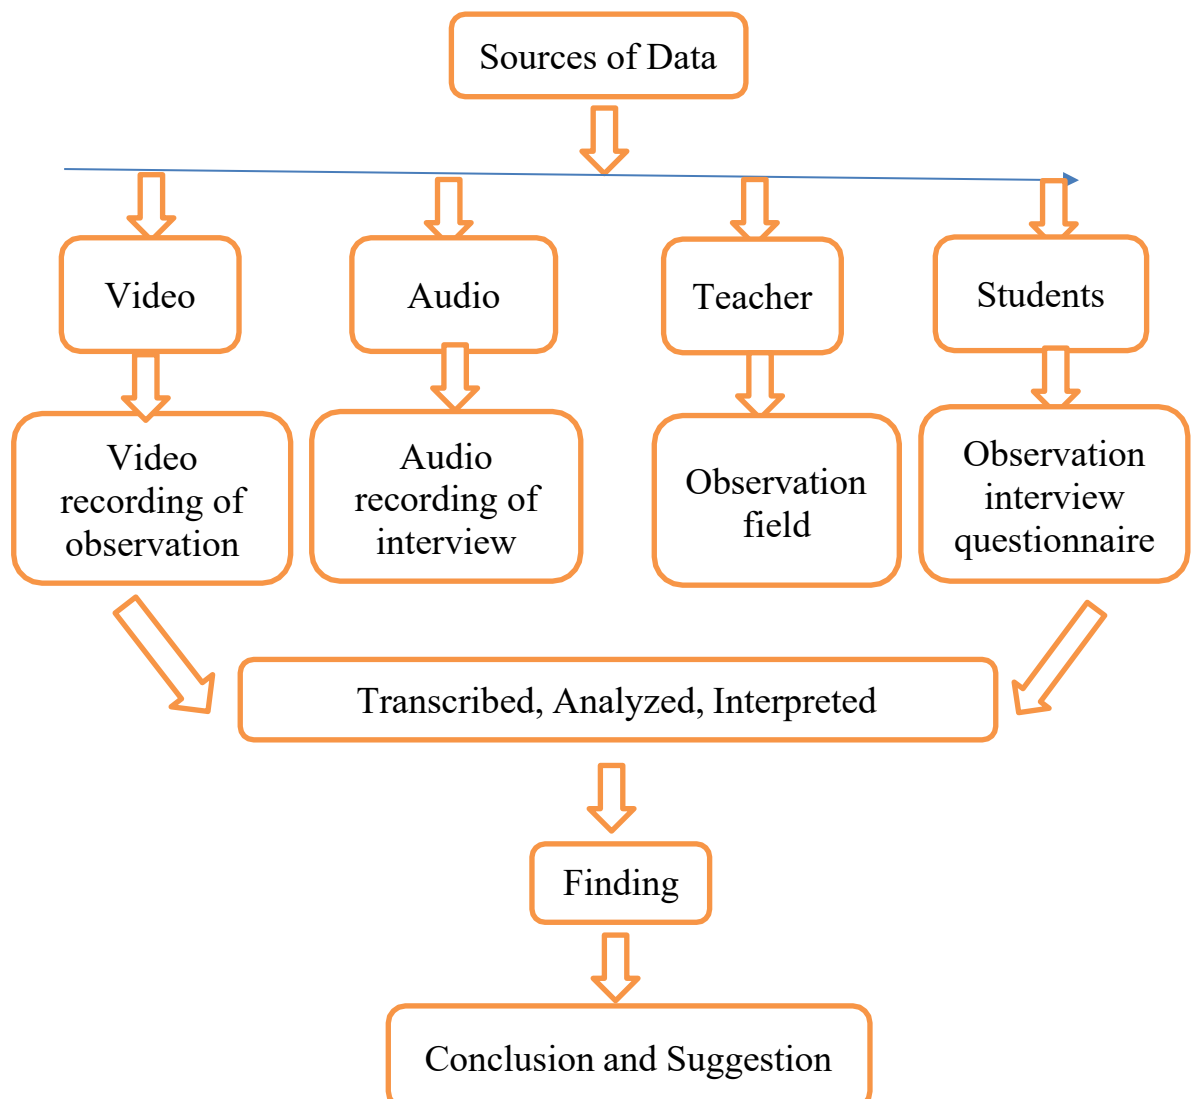 Sources of Data
Video
Audio
Teacher
Students
Video
recording of
observation
Audio
recording of
interview
Observation
field
Observation
interview
questionnaire
Transcribed, Analyzed, Interpreted
Finding
Conclusion and Suggestion